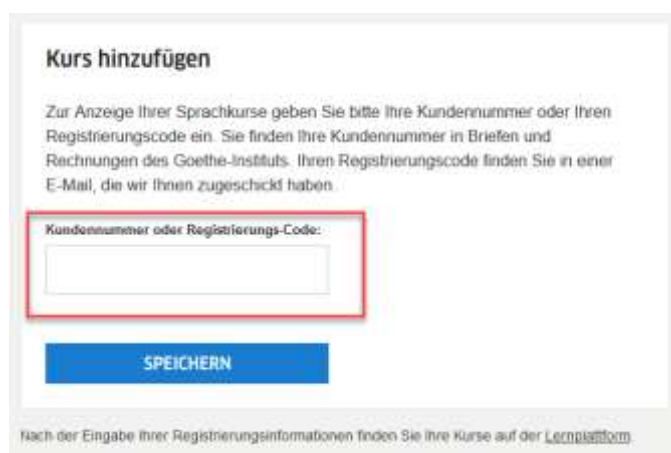 Kurs hinzufügen
Zur Anzeige Ihrer Sprachkurse geben Sie bitte Ihre Kundennummer oder Ihren
Registrierungscode ein. Sie finden Ihre Kundennummer in Briefen und
Rechnungen des Goethe-Instituts. Ihren Registrierungscode finden Sie in einer
E-Mail, die wir Ihnen zugeschickt haben.
Kundennummer oder Registrierungs-Code:
SPEICHERN
Nach der Eingabe Ihrer Registrierungsinformationen finden Sie Ihre Kurse auf der Lernplattform.